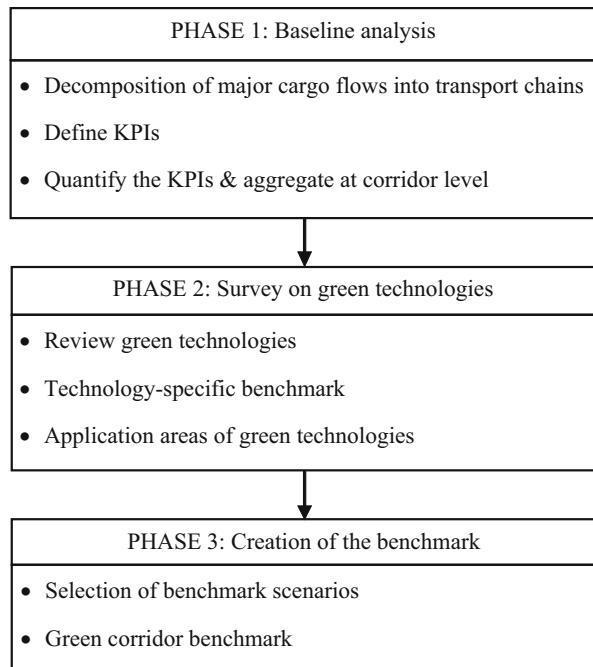 PHASE 1: Baseline analysis
• Decomposition of major cargo flows into transport chains
• Define KPIs
• Quantify the KPIs & aggregate at corridor level
PHASE 2: Survey on green technologies
• Review green technologies
• Technology-specific benchmark
• Application areas of green technologies
PHASE 3: Creation of the benchmark
• Selection of benchmark scenarios
• Green corridor benchmark